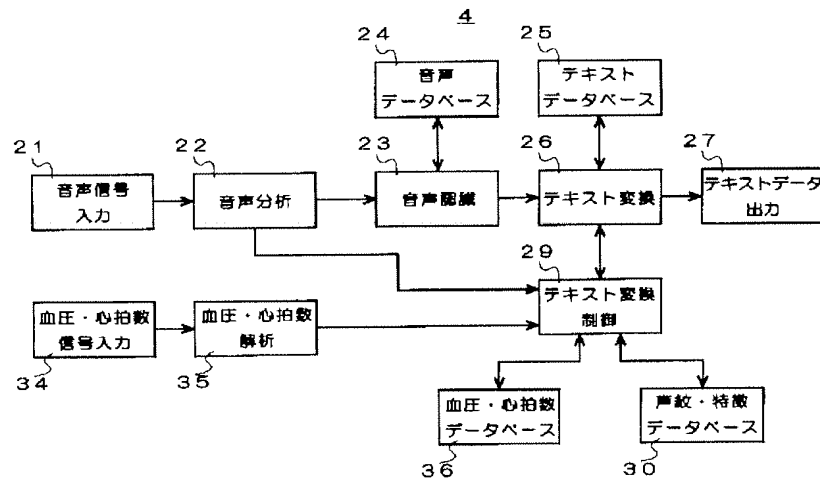 4
24
25
音声
データベース
テキスト
データベース
21
22
23
26
27
音声信号
入力
音声分析
音声認識
テキスト変換
テキストデータ
出力
29
テキスト変換
制御
血圧・心拍数
信号入力
血圧・心拍数
解析
34
35
血圧・心拍数
データベース
声紋・特徴
データベース
36
30